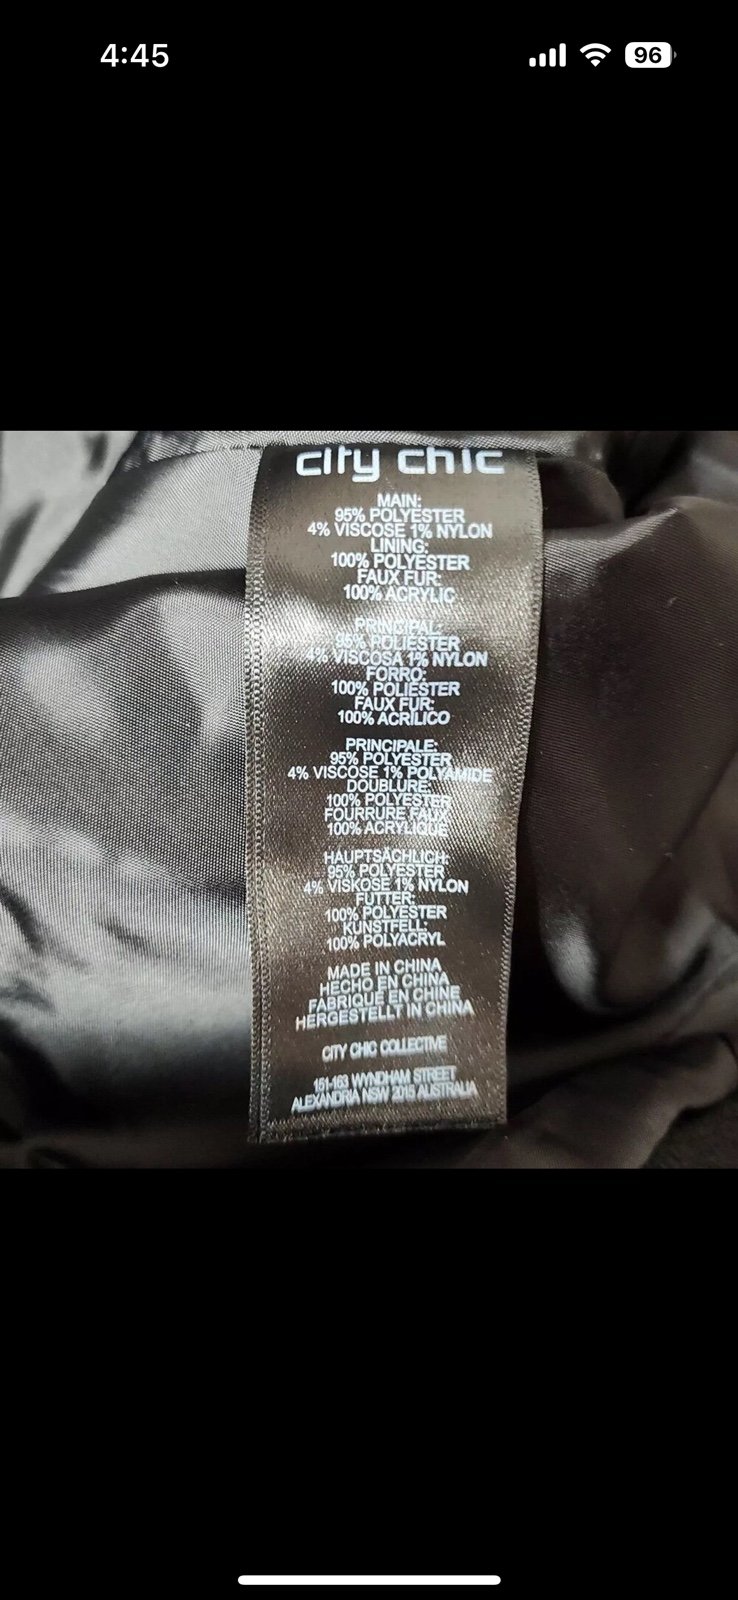 4:45
96
city chic
MAIN:
95% POLYESTER
4% VISCOSE 1% NYLON
LINING:
100% POLYESTER
FAUX FUR:
100% ACRYLIC
PRINCIPAL:
95% POLIÉSTER
4% VISCOSA 1% NYLON
FORRO:
100% POLIÉSTER
FAUX FUR:
100% ACRÍLICO
PRINCIPALE:
95% POLYESTER
4% VISCOSE 1% POLYAMIDE
DOUBLURE:
100% POLYESTER
FOURRURE FAUX:
100% ACRYLIQUE
HAUPTSÄCHLICH:
95% POLYESTER
4% VISKOSE 1% NYLON
FUTTER:
100% POLYESTER
KUNSTFELL:
100% POLYACRYL
MADE IN CHINA
HECHO EN CHINA
FABRIQUÉ EN CHINE
HERGESTELLT IN CHINA
CITY CHIC COLLECTIVE
151-163 WYNDHAM STREET
ALEXANDRIA NSW 2015 AUSTRALIA